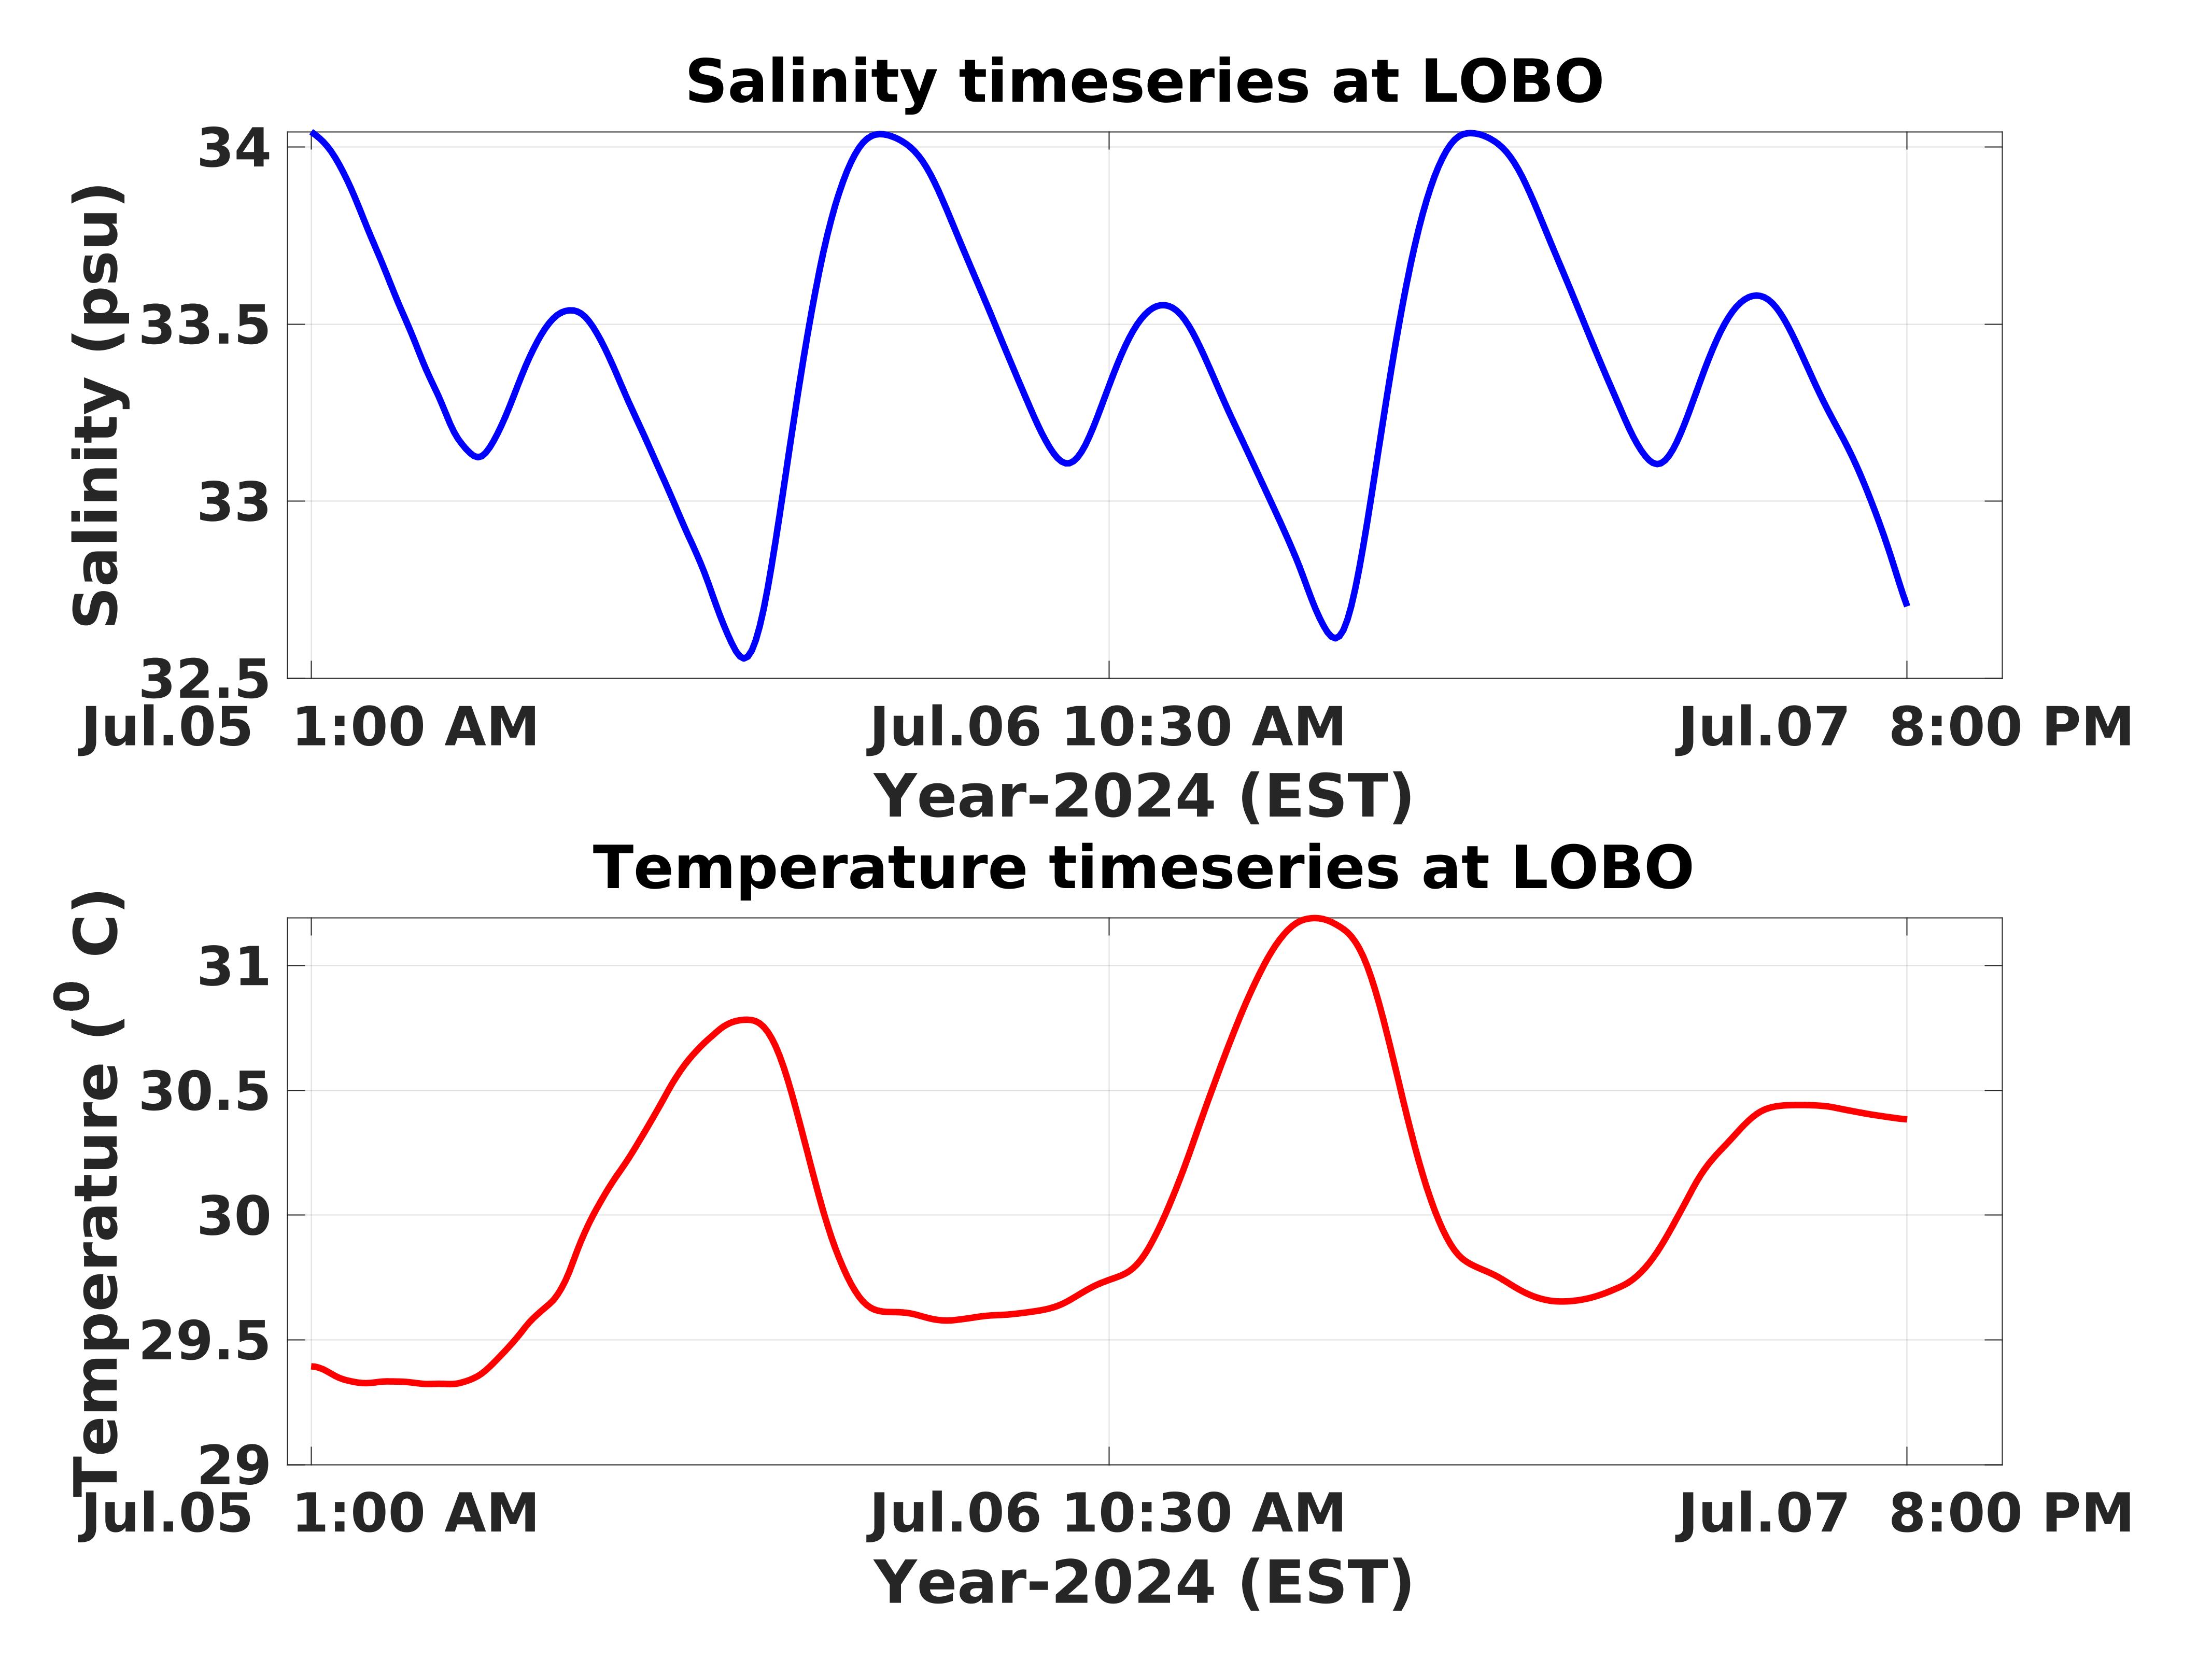 Salinity timeseries at LOBO
Salinity (psu)
34
33.5
33
32.5
Jul.05  1:00 AM
Jul.06 10:30 AM
Jul.07  8:00 PM
Year-2024 (EST)
Temperature timeseries at LOBO
Temperature (⁰ C)
31
30.5
30
29.5
29
Jul.05  1:00 AM
Jul.06 10:30 AM
Jul.07  8:00 PM
Year-2024 (EST)